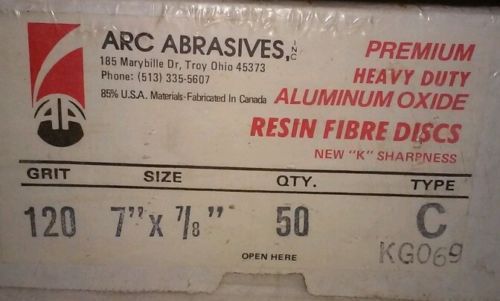 ARC ABRASIVES, INC
185 Marybille Dr, Troy Ohio 45373
Phone: (513) 335-5607
85% U.S.A. Materials-Fabricated In Canada
PREMIUM
HEAVY DUTY
ALUMINUM OXIDE
RESIN FIBRE DISCS
NEW "K" SHARPNESS
GRIT SIZE QTY. TYPE
120 7" x 7/8" 50 C
OPEN HERE
KG069